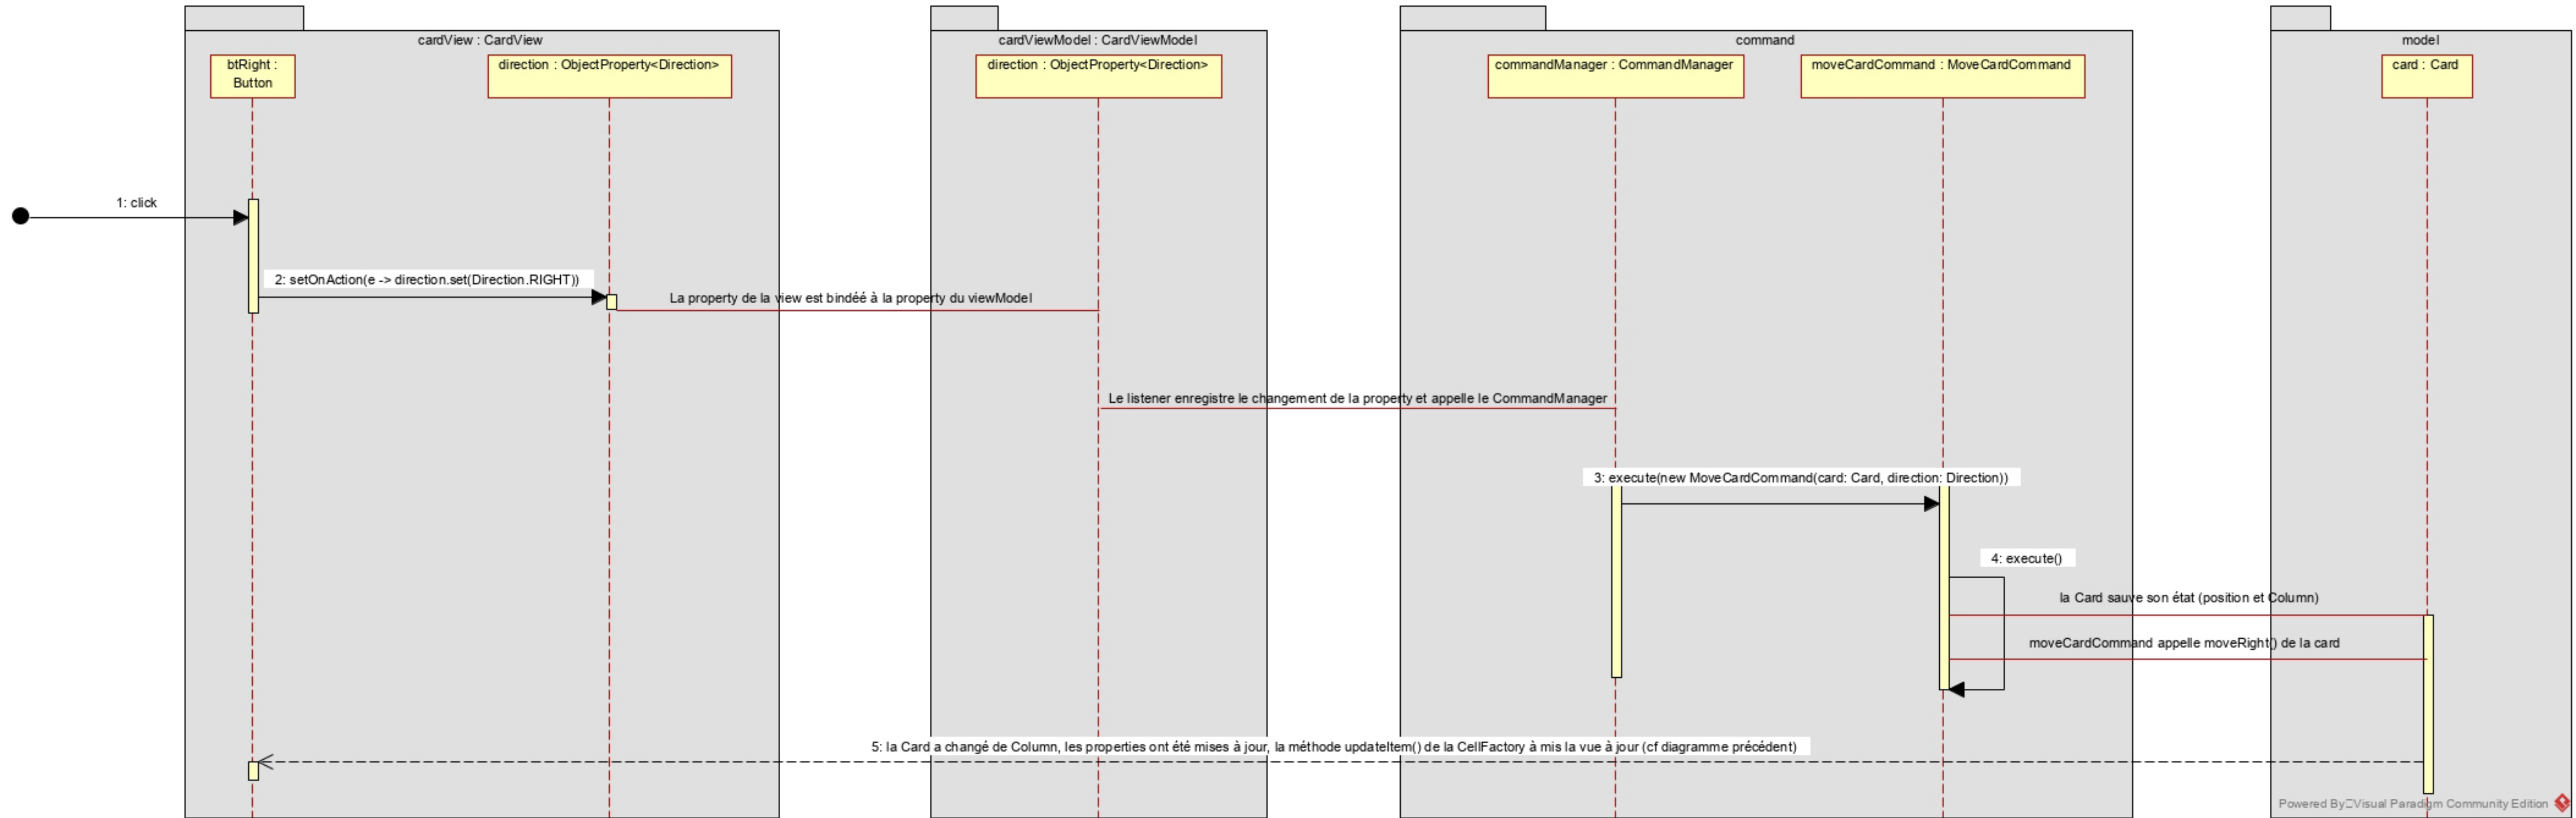 cardView : CardView
cardViewModel : CardViewModel
command
model
btRight :
Button
direction : ObjectProperty<Direction>
direction : ObjectProperty<Direction>
commandManager : CommandManager
moveCardCommand : MoveCardCommand
card : Card
1: click
2: setOnAction(e -> direction.set(Direction.RIGHT))
La property de la view est bindéé à la property du viewModel
Le listener enregistre le changement de la property et appelle le CommandManager
3: execute(new MoveCardCommand(card: Card, direction: Direction))
4: execute()
la Card sauve son état (position et Column)
moveCardCommand appelle moveRight() de la card
5: la Card a changé de Column, les properties ont été mises à jour, la méthode updateItem() de la CellFactory à mis la vue à jour (cf diagramme précédent)
Powered By Visual Paradigm Community Edition